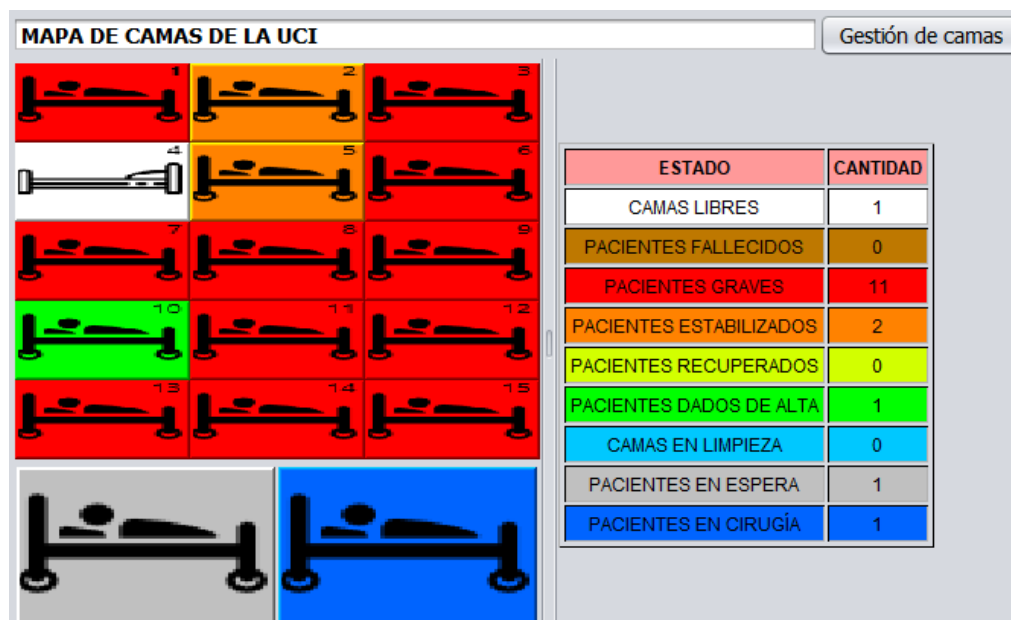 MAPA DE CAMAS DE LA UCI
Gestión de camas
1 2 3
4 5 6
7 8 9
10 11 12
13 14 15
ESTADO CANTIDAD
CAMAS LIBRES 1
PACIENTES FALLECIDOS 0
PACIENTES GRAVES 11
PACIENTES ESTABILIZADOS 2
PACIENTES RECUPERADOS 0
PACIENTES DADOS DE ALTA 1
CAMAS EN LIMPIEZA 0
PACIENTES EN ESPERA 1
PACIENTES EN CIRUGÍA 1